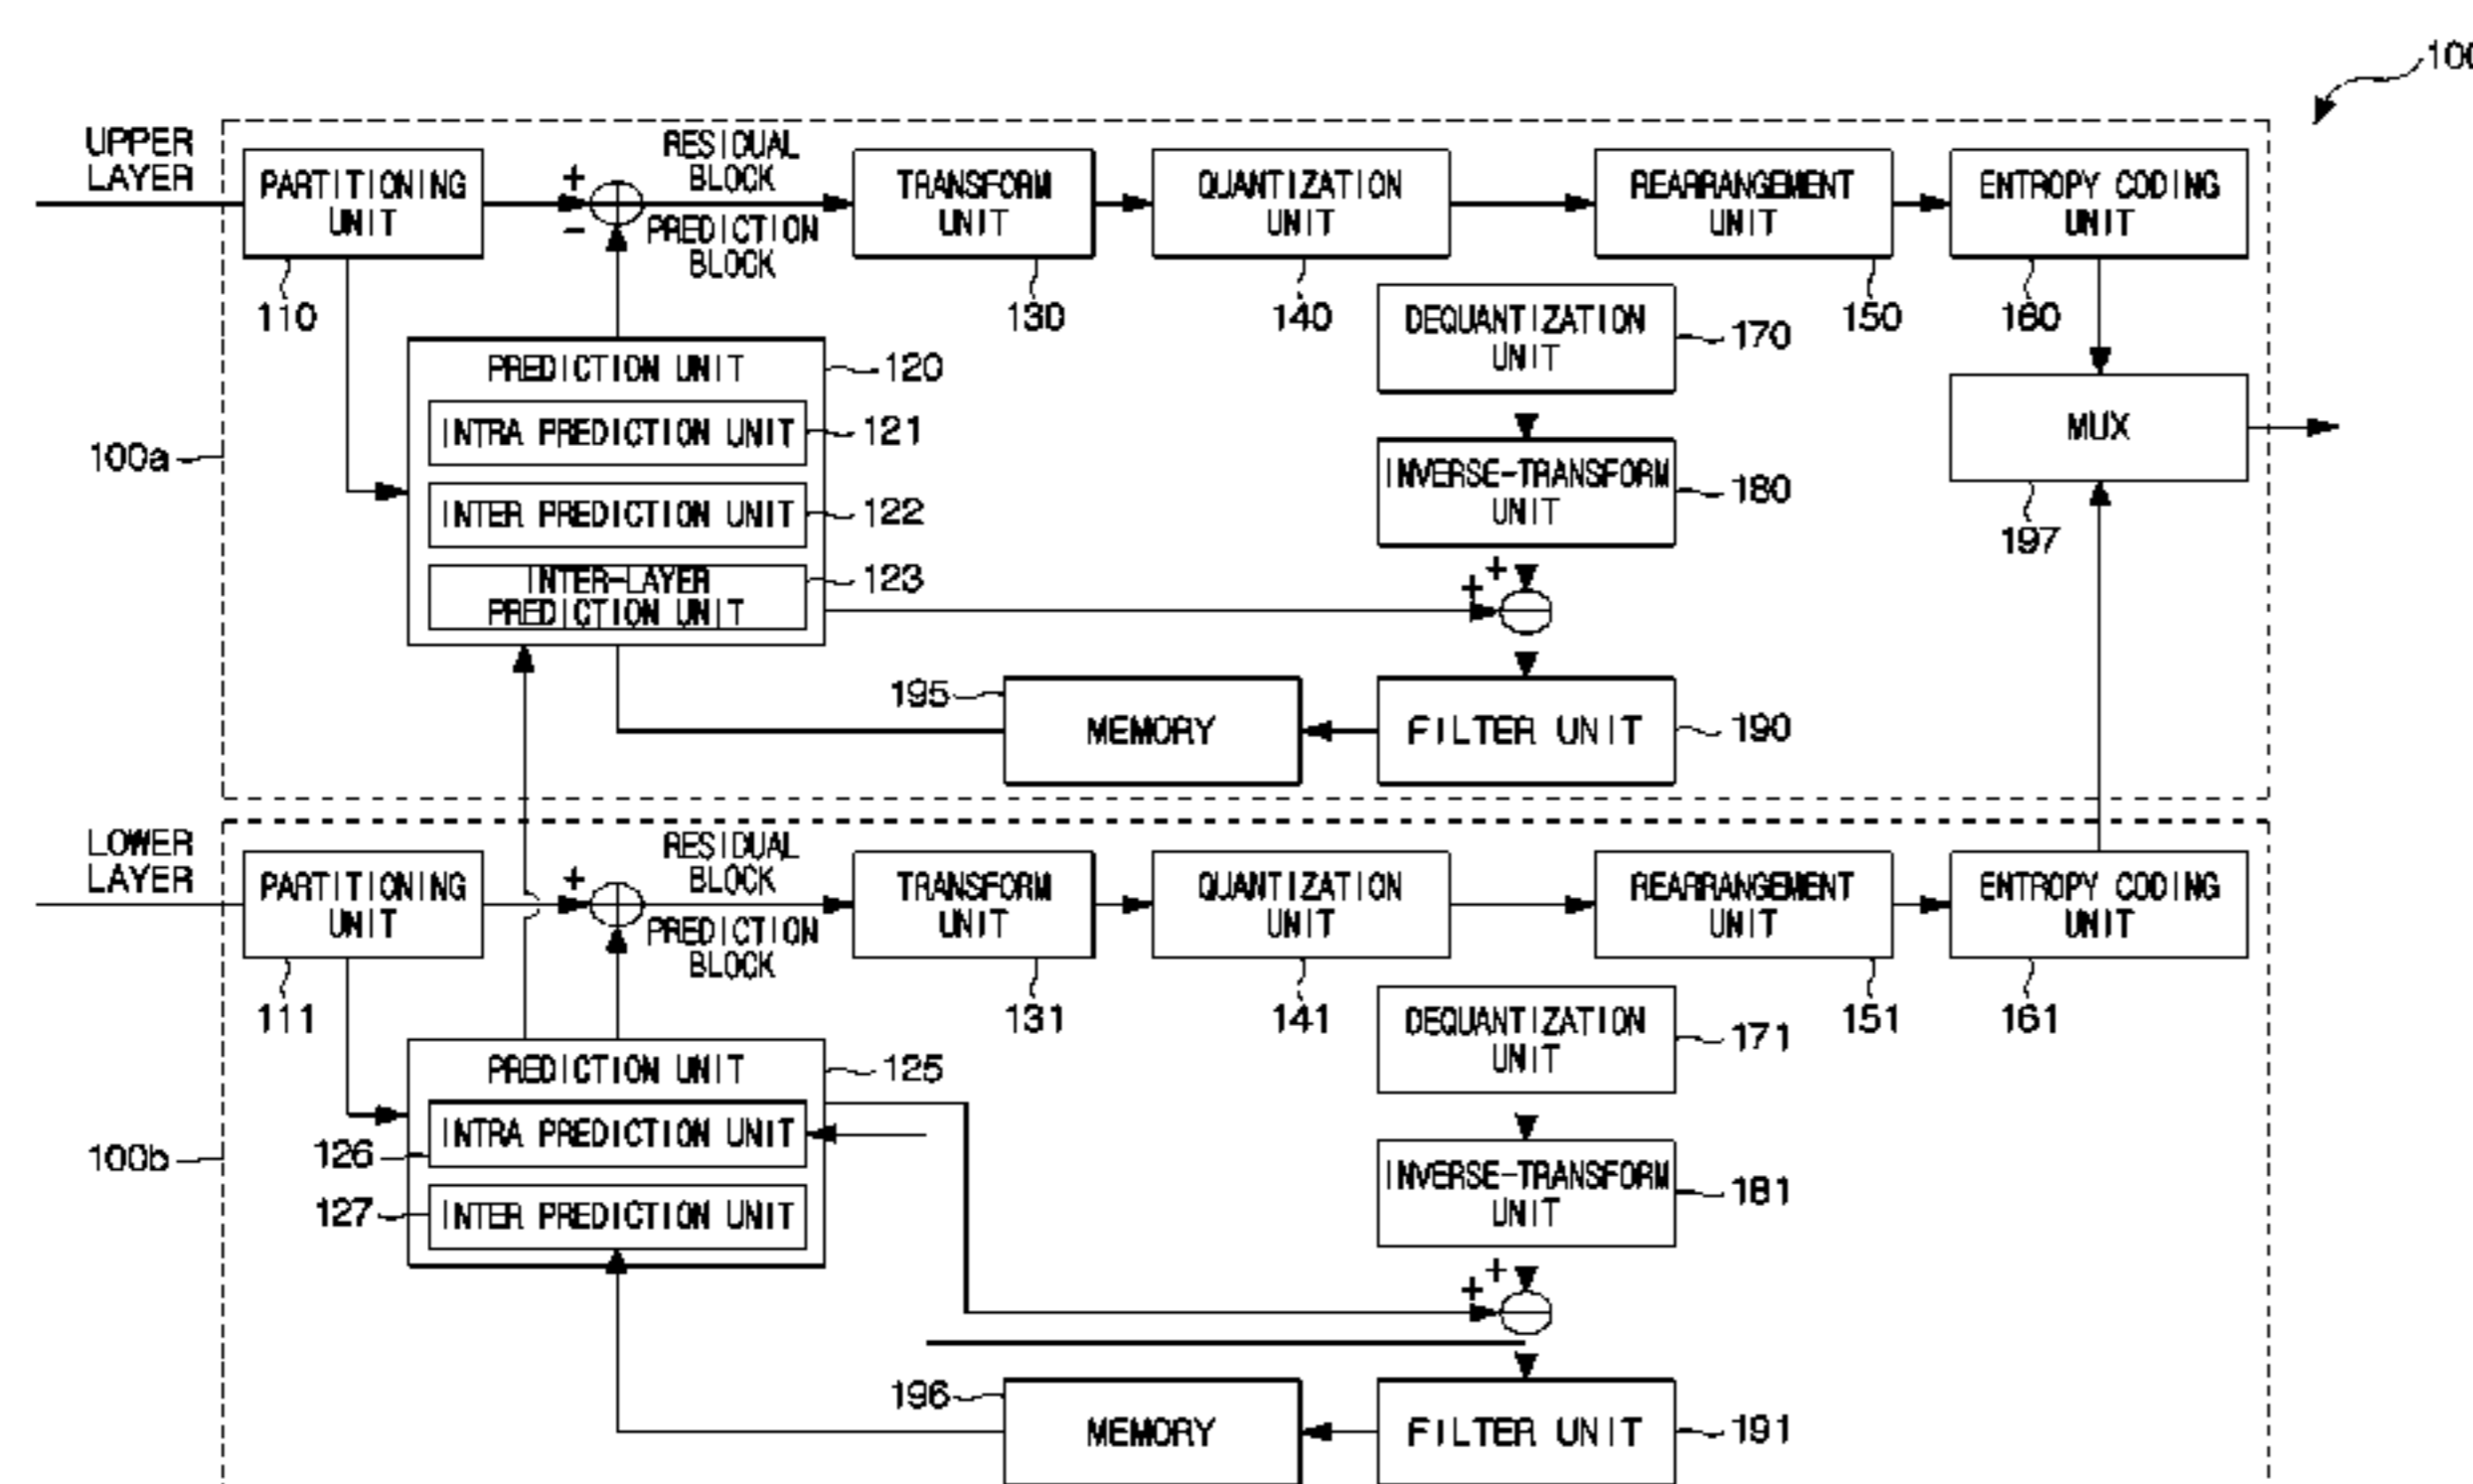 100
UPPER
LAYER
PARTITIONING
UNIT
+
-
RESIDUAL
BLOCK
PREDICTION
BLOCK
TRANSFORM
UNIT
QUANTIZATION
UNIT
REARRANGEMENT
UNIT
ENTROPY CODING
UNIT
110
130
140
150
160
DEQUANTIZATION
UNIT
170
PREDICTION UNIT
120
INTRA PREDICTION UNIT
121
INTER PREDICTION UNIT
122
INTER-LAYER
PREDICTION UNIT
123
100a
MUX
197
INVERSE-TRANSFORM
UNIT
180
+
+
195
MEMORY
FILTER UNIT
190
LOWER
LAYER
PARTITIONING
UNIT
+
RESIDUAL
BLOCK
PREDICTION
BLOCK
TRANSFORM
UNIT
QUANTIZATION
UNIT
REARRANGEMENT
UNIT
ENTROPY CODING
UNIT
111
131
141
151
161
DEQUANTIZATION
UNIT
171
PREDICTION UNIT
125
INTRA PREDICTION UNIT
126
INTER PREDICTION UNIT
127
100b
INVERSE-TRANSFORM
UNIT
181
+
+
196
MEMORY
FILTER UNIT
191